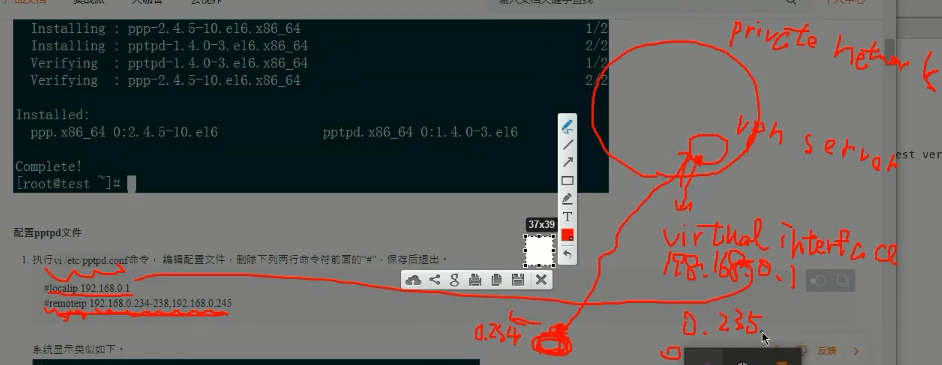 Installing : ppp-2.4.5-10.el6.x86_64 1/2
Installing : pptpd-1.4.0-3.el6.x86_64 2/2
Verifying : pptpd-1.4.0-3.el6.x86_64 1/2
Verifying : ppp-2.4.5-10.el6.x86_64 2/2
Installed:
ppp.x86_64 0:2.4.5-10.el6 pptpd.x86_64 0:1.4.0-3.el6
Complete!
[root@test ~]#
private network
vpn server
est ver
37x39
T
配置pptpd文件
1. 执行vi /etc/pptpd.conf命令，编辑配置文件，删除下列两行命令符前面的“#”，保存后退出。
#localip 192.168.0.1
#remoteip 192.168.0.234-238,192.168.0.245
virtual interface
198.168.0.1
0.234
0.235
系统显示类似如下。
反馈